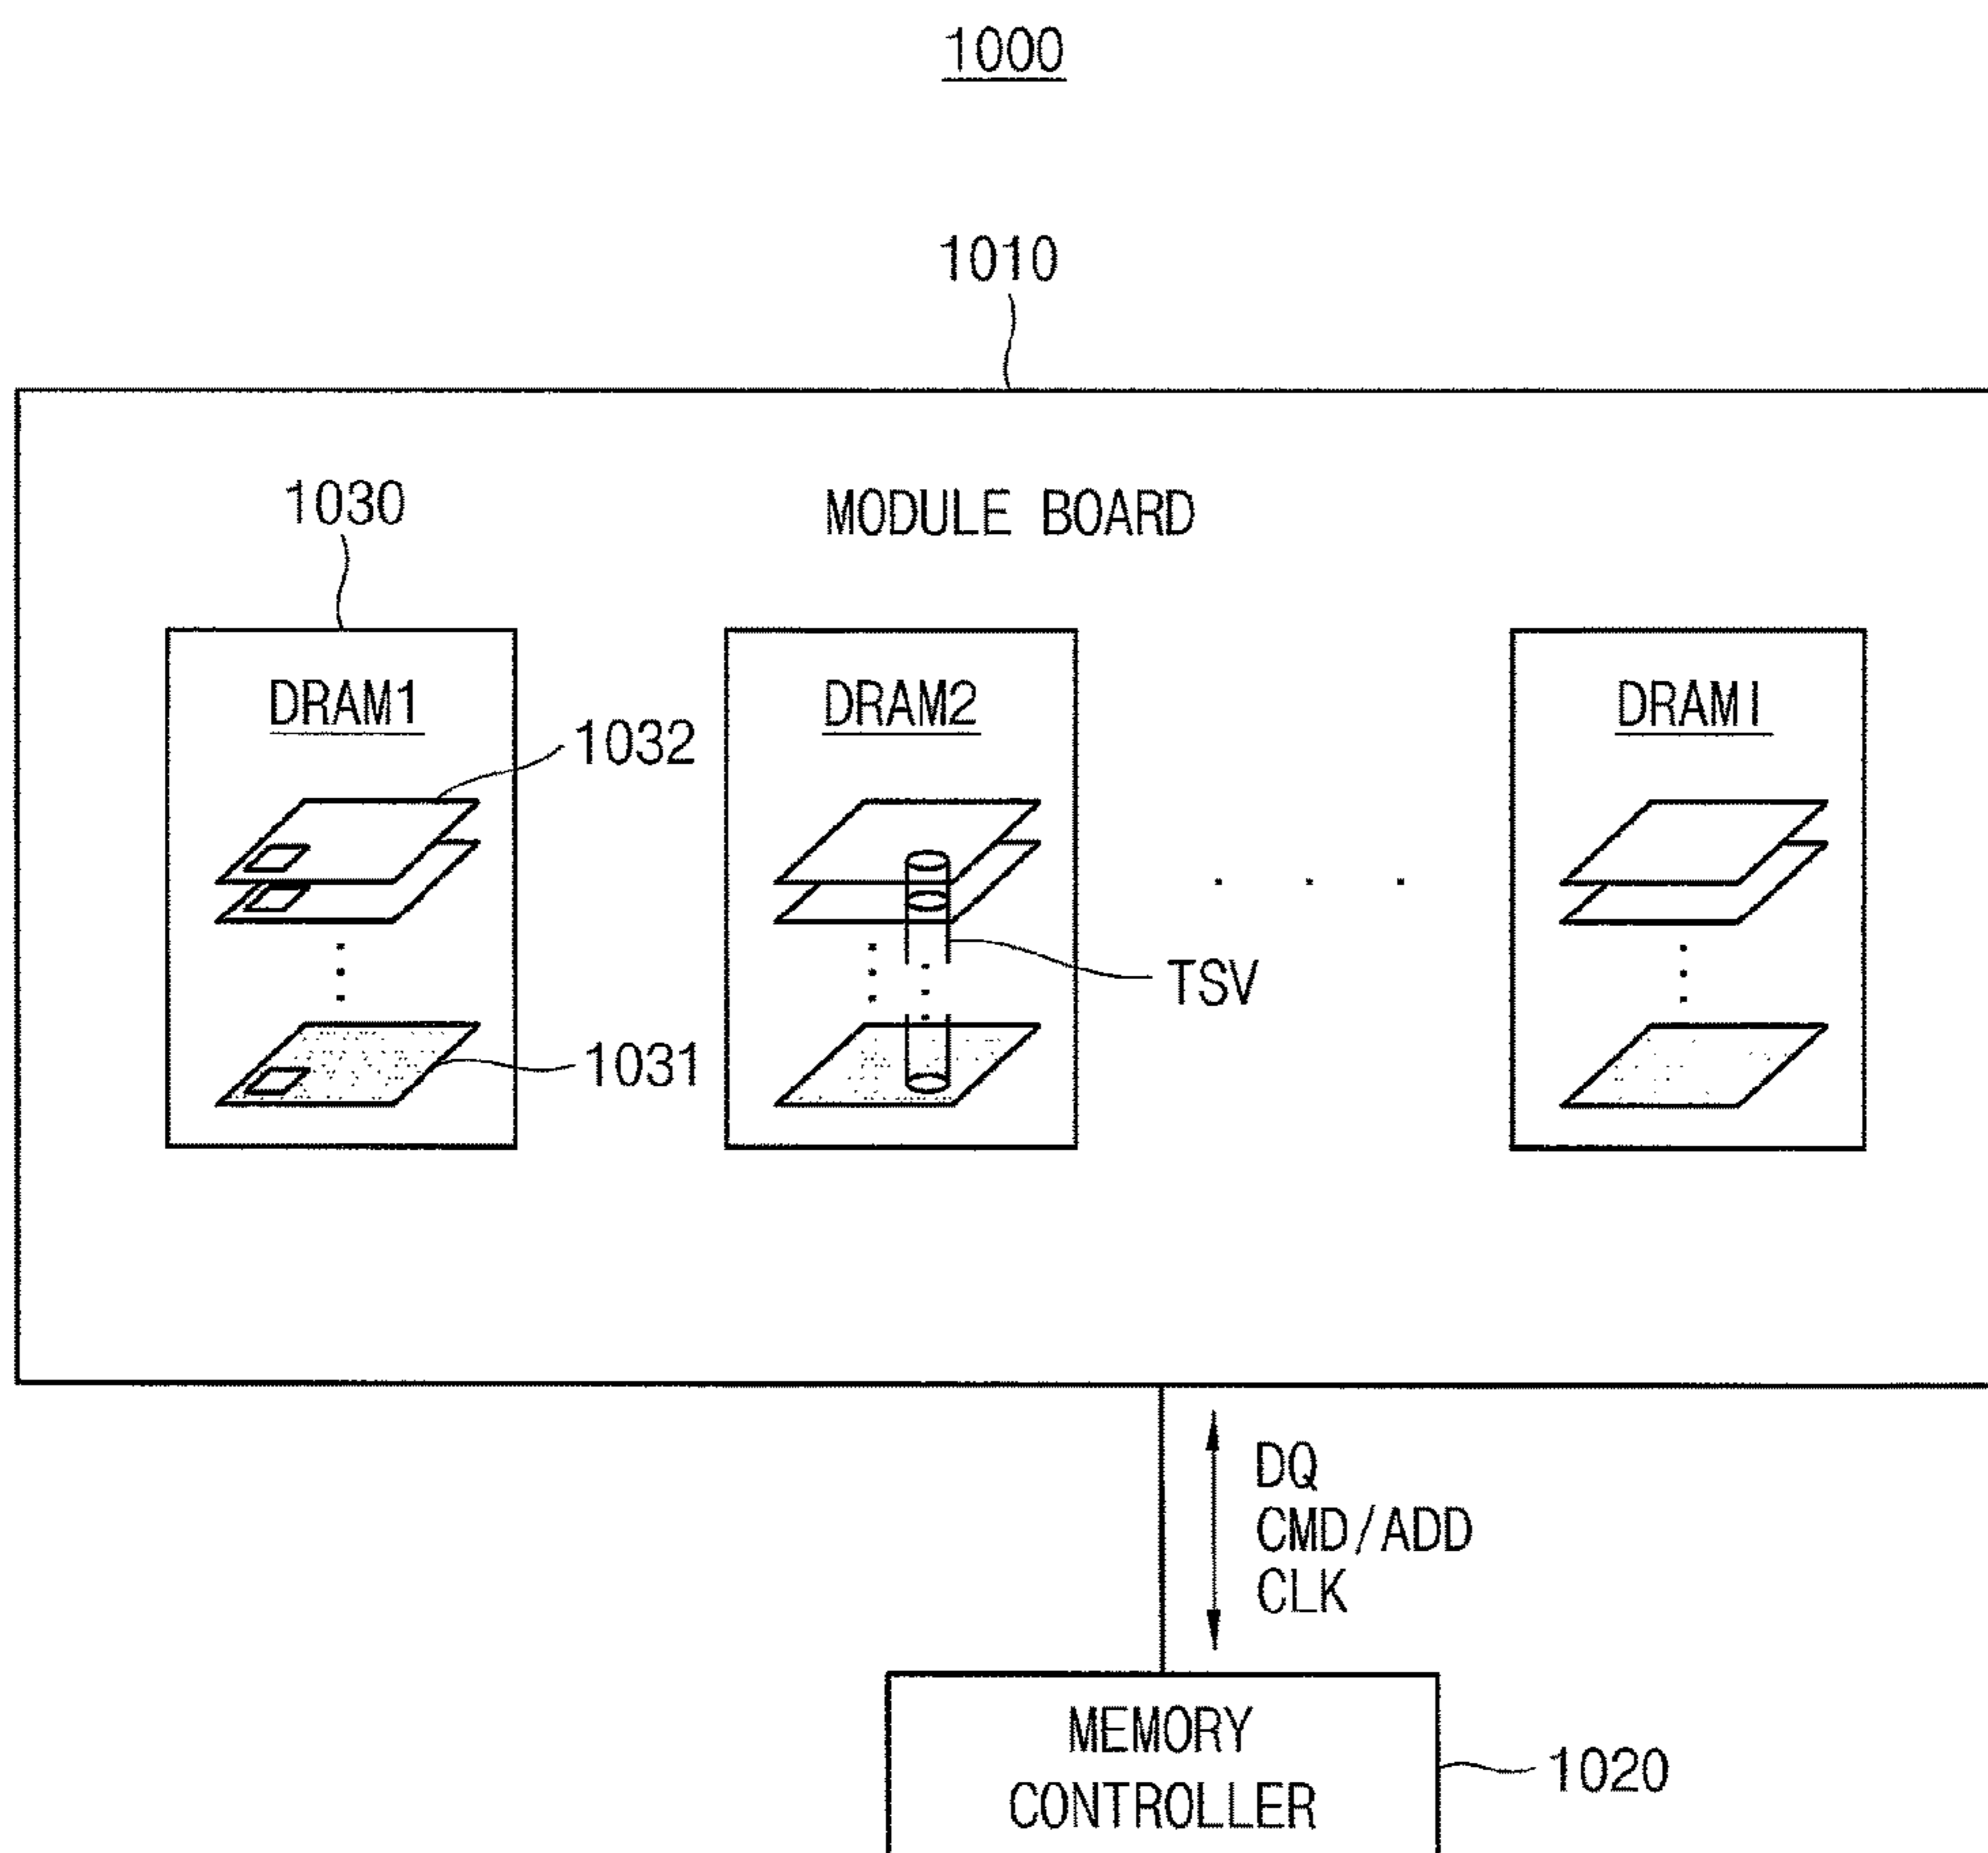 1000
1010
1030
MODULE BOARD
DRAM1
DRAM2
DRAMI
1032
TSV
1031
DQ
CMD/ADD
CLK
MEMORY
CONTROLLER
1020